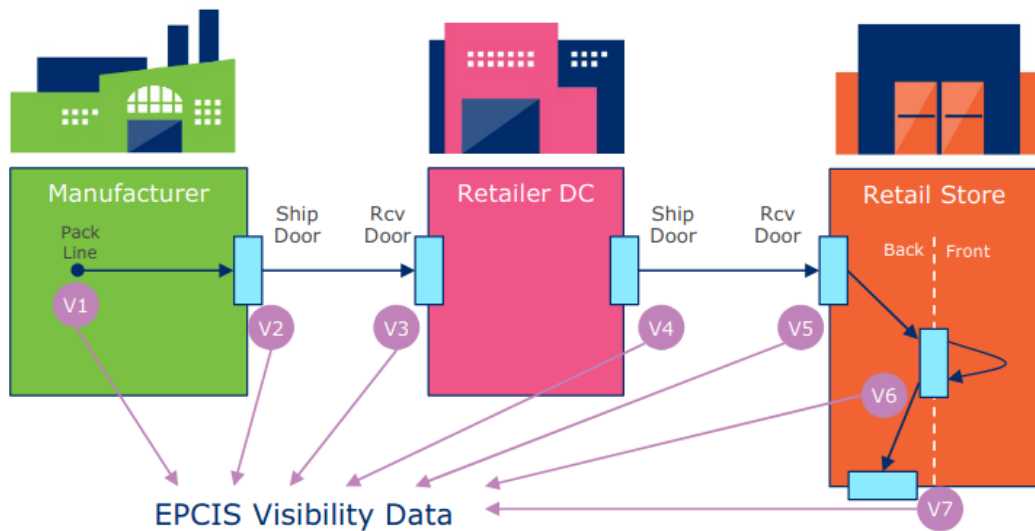 Manufacturer
Retailer DC
Retail Store
Pack
Line
Ship
Door
Rcv
Door
Ship
Door
Rcv
Door
Back
Front
V1
V2
V3
V4
V5
V6
V7
EPCIS Visibility Data